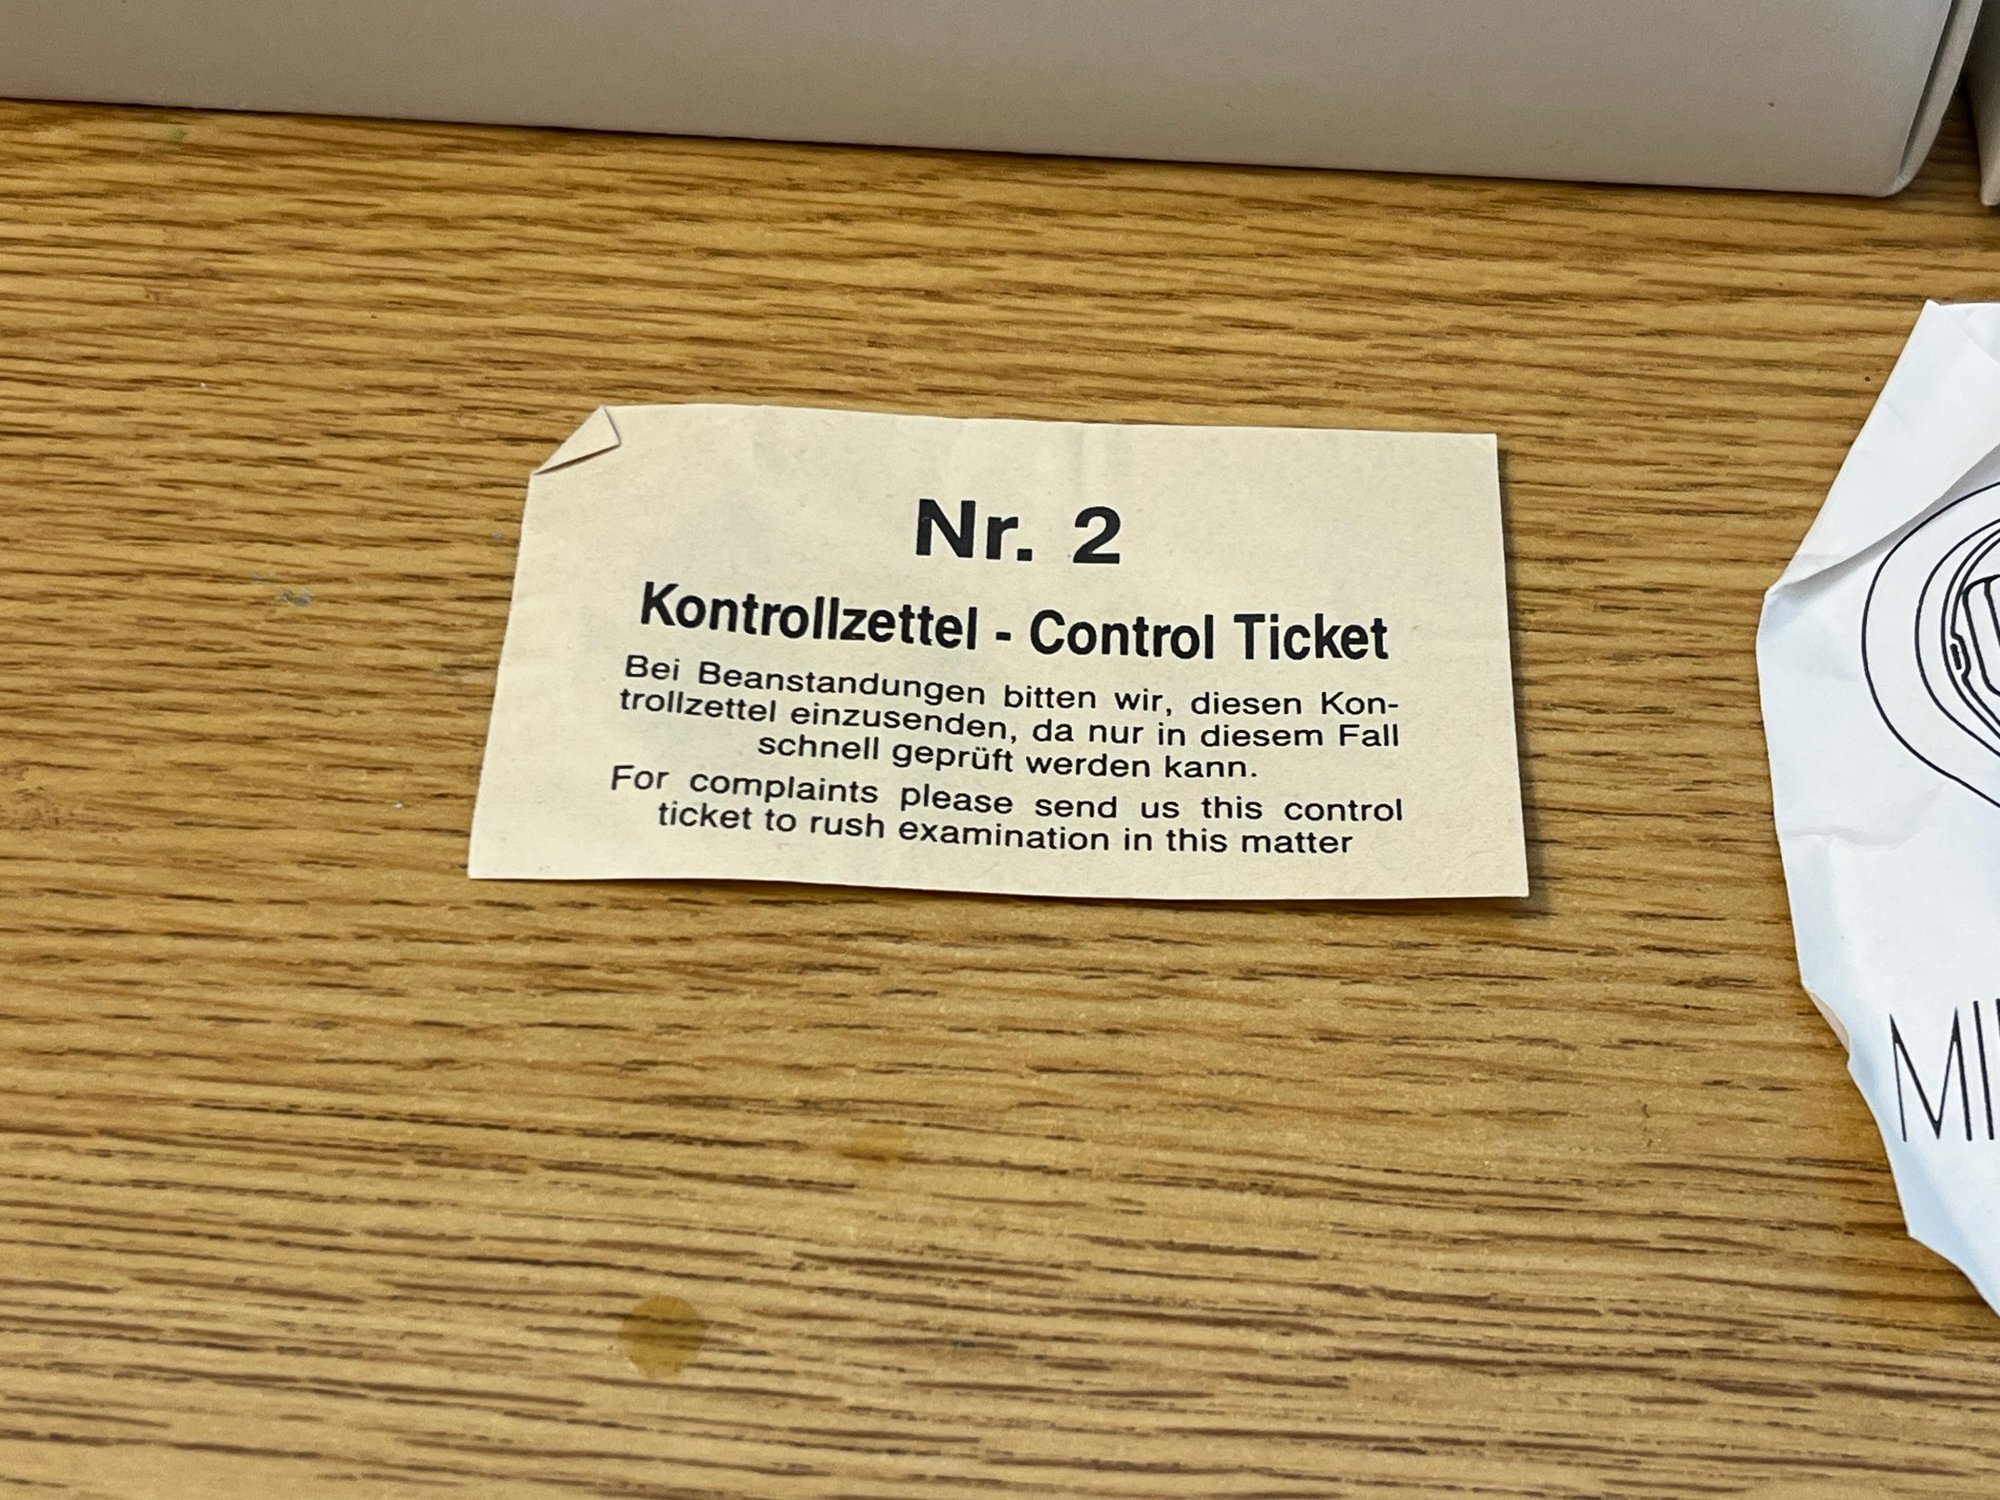 Nr. 2
Kontrollzettel - Control Ticket
Bei Beanstandungen bitten wir, diesen Kon-
trollzettel einzusenden, da nur in diesem Fall
schnell geprüft werden kann.
For complaints please send us this control
ticket to rush examination in this matter